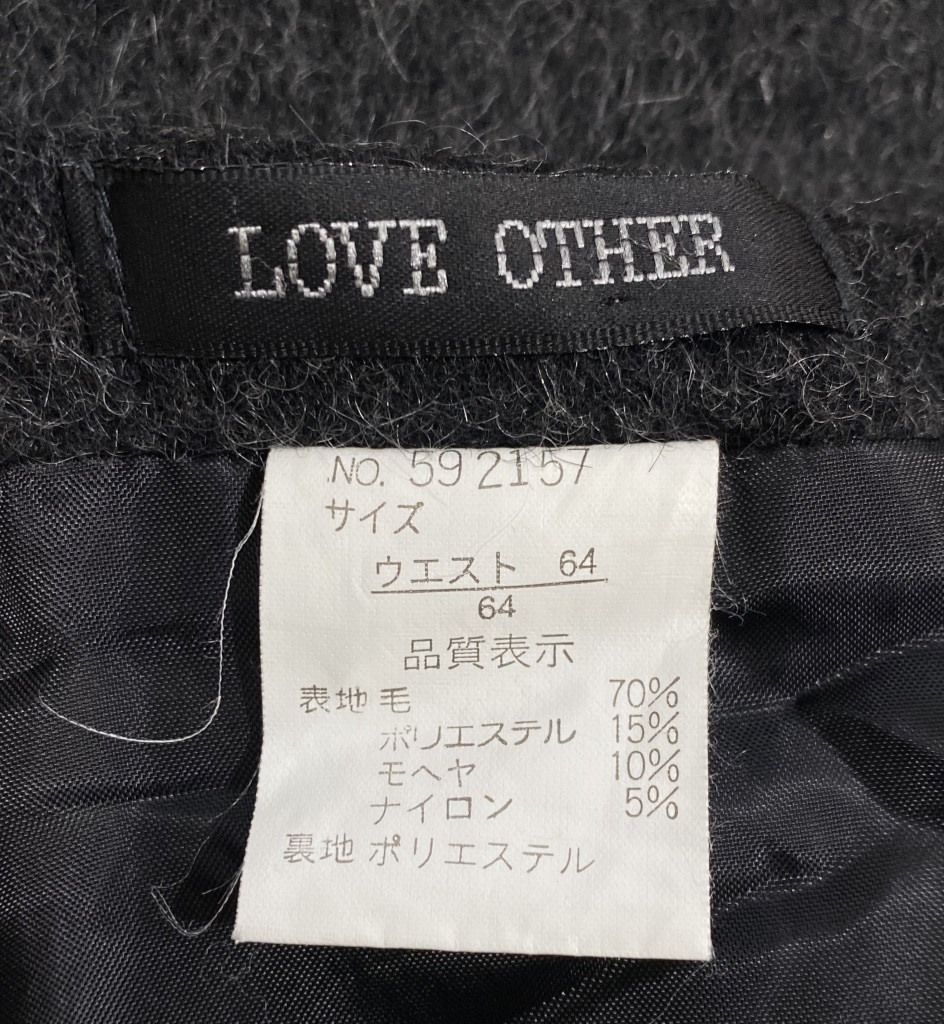 LOVE OTHER
NO. 592157
サイズ
ウエスト 64
64
品質表示
表地 毛 70%
ポリエステル 15%
モヘヤ 10%
ナイロン 5%
裏地 ポリエステル